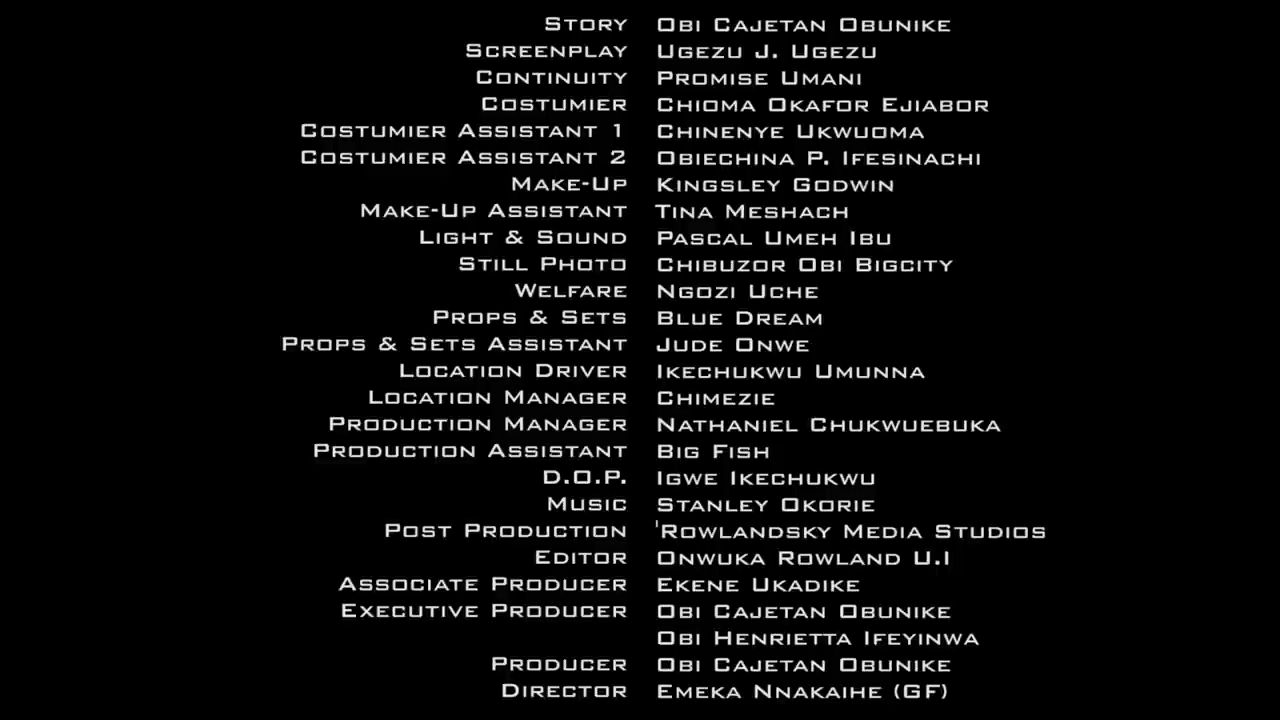 Story Obi Cajetan Obunike
Screenplay Ugezu J. Ugezu
Continuity Promise Umani
Costumier Chioma Okafor Ejiabor
Costumier Assistant 1 Chinenye Ukwuoma
Costumier Assistant 2 Obiechina P. Ifesinachi
Make-Up Kingsley Godwin
Make-Up Assistant Tina Meshach
Light & Sound Pascal Umeh Ibu
Still Photo Chibuzor Obi Bigcity
Welfare Ngozi Uche
Props & Sets Blue Dream
Props & Sets Assistant Jude Onwe
Location Driver Ikechukwu Umunna
Location Manager Chimezie
Production Manager Nathaniel Chukwuebuka
Production Assistant Big Fish
D.O.P. Igwe Ikechukwu
Music Stanley Okorie
Post Production 'Rowlandsky Media Studios
Editor Onwuka Rowland U.I
Associate Producer Ekene Ukadike
Executive Producer Obi Cajetan Obunike
Obi Henrietta Ifeyinwa
Producer Obi Cajetan Obunike
Director Emeka Nnakaihe (GF)